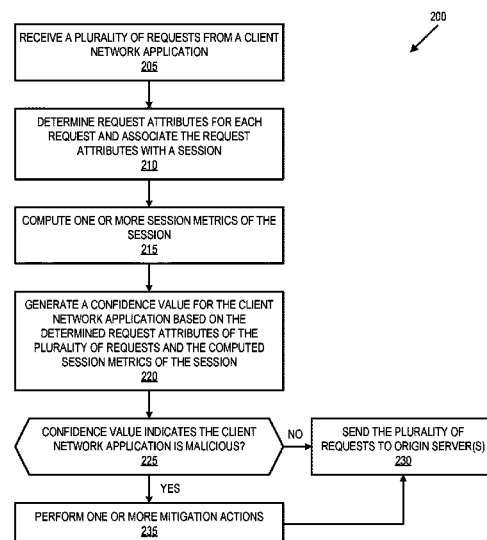 200
RECEIVE A PLURALITY OF REQUESTS FROM A CLIENT
NETWORK APPLICATION
205
DETERMINE REQUEST ATTRIBUTES FOR EACH
REQUEST AND ASSOCIATE THE REQUEST
ATTRIBUTES WITH A SESSION
210
COMPUTE ONE OR MORE SESSION METRICS OF THE
SESSION
215
GENERATE A CONFIDENCE VALUE FOR THE CLIENT
NETWORK APPLICATION BASED ON THE
DETERMINED REQUEST ATTRIBUTES OF THE
PLURALITY OF REQUESTS AND THE COMPUTED
SESSION METRICS OF THE SESSION
220
CONFIDENCE VALUE INDICATES THE CLIENT
NETWORK APPLICATION IS MALICIOUS?
225
NO
SEND THE PLURALITY OF
REQUESTS TO ORIGIN SERVER(S)
230
YES
PERFORM ONE OR MORE MITIGATION ACTIONS
235